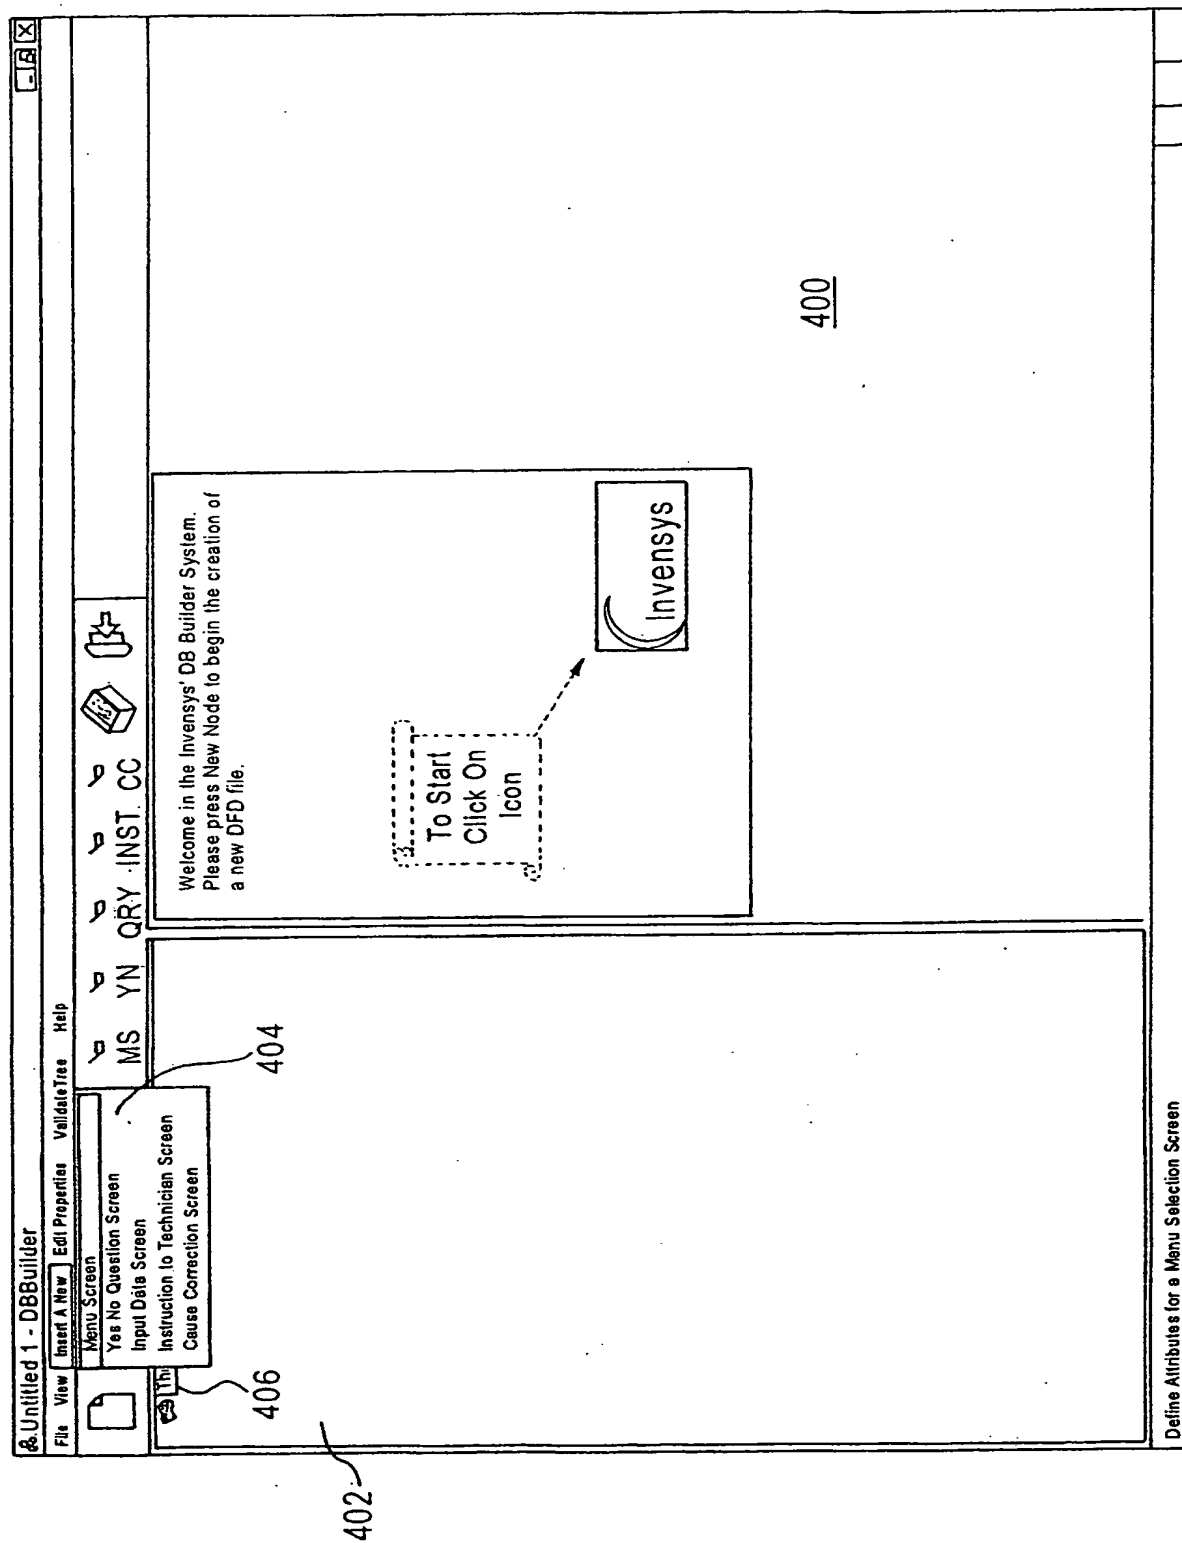 Untitled 1 - DBBuilder
File View Insert A New Edit Properties Validate Tree Help
Menu Screen
Yes No Question Screen
Input Data Screen
Instruction to Technician Screen
Cause Correction Screen
MS YN QRY INST. CC
Thi
406
404
402
Welcome in the Invensys' DB Builder System.
Please press New Node to begin the creation of
a new DFD file.
To Start
Click On
Icon
Invensys
400
Define Attributes for a Menu Selection Screen